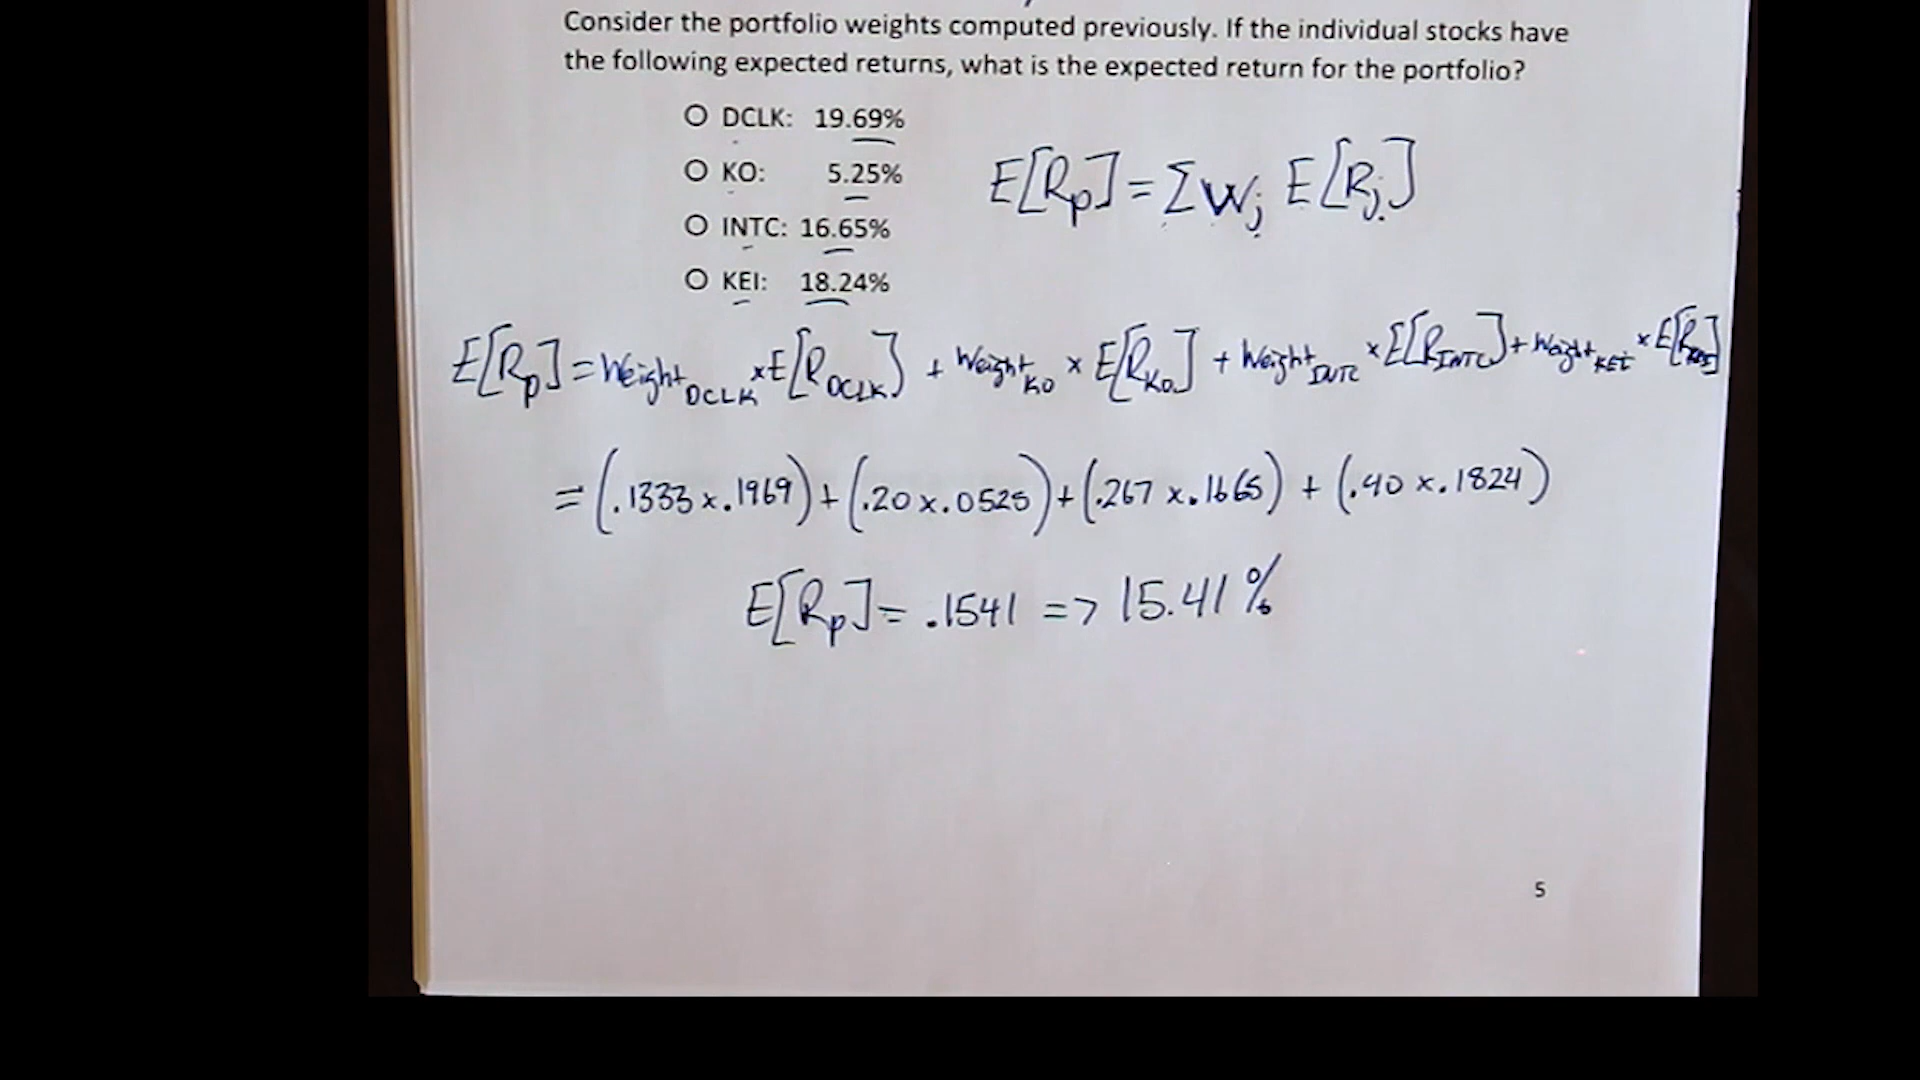 Consider the portfolio weights computed previously. If the individual stocks have
the following expected returns, what is the expected return for the portfolio?
O DCLK: 19.69%
O KO: 5.25%
O INTC: 16.65%
O KEI: 18.24%
E[Rp] = ΣWj E[Rj]
E[Rp] = Weight DCLK × E[R DCLK] + Weight KO × E[R KO] + Weight INTC × E[R INTC] + Weight KEI × E[R KEI]
= (.1333 x .1969) + (.20 x .0525) + (.267 x .1665) + (.40 x .1824)
E[Rp] = .1541 => 15.41%
5